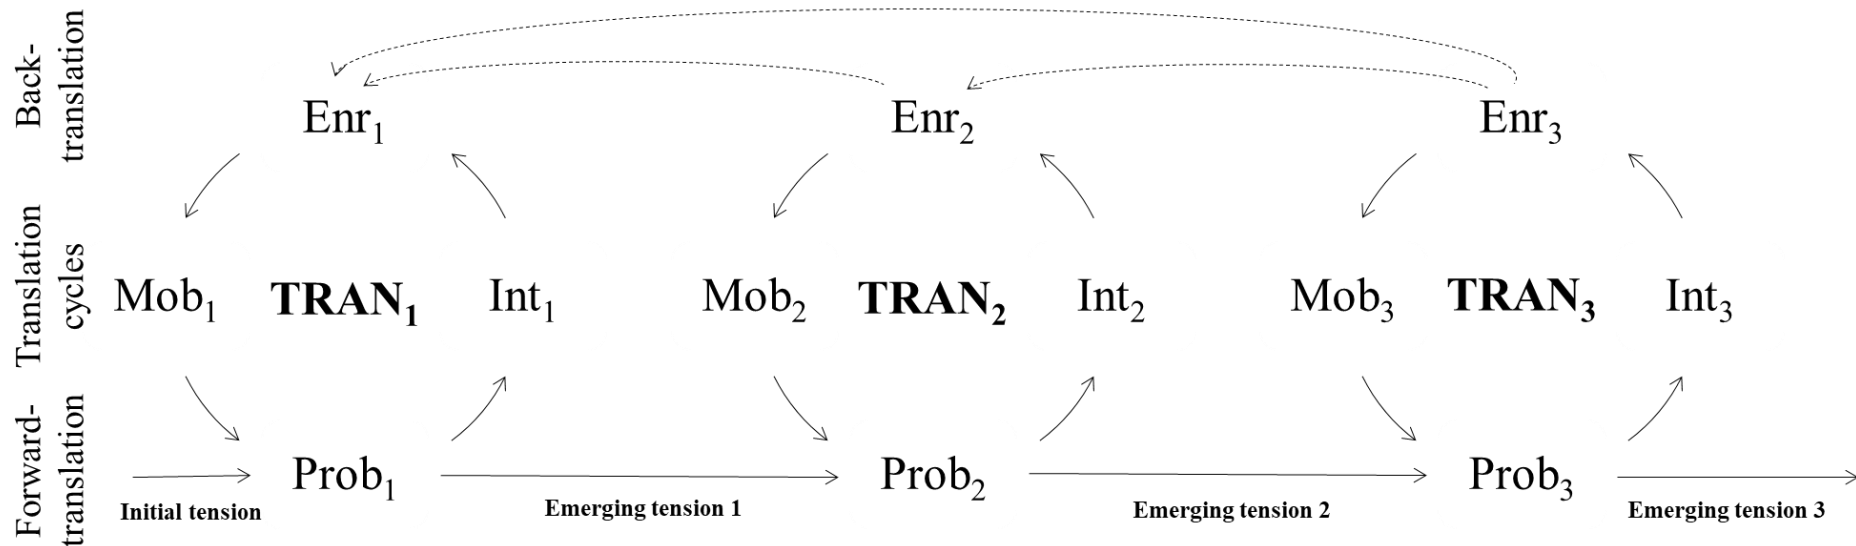 Back-
translation
Enr₁ Enr₂ Enr₃
Translation
cycles
Mob₁ TRAN₁ Int₁ Mob₂ TRAN₂ Int₂ Mob₃ TRAN₃ Int₃
Forward-
translation
Prob₁ Prob₂ Prob₃
Initial tension Emerging tension 1 Emerging tension 2 Emerging tension 3